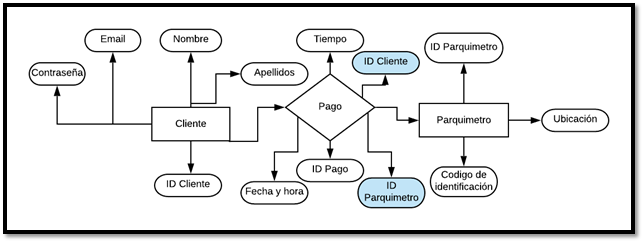 Email
Nombre
Tiempo
ID Cliente
ID Parquimetro
Contraseña
Apellidos
Cliente
Pago
Parquimetro
Ubicación
ID Cliente
Fecha y hora
ID Pago
ID
Parquimetro
Codigo de
identificación